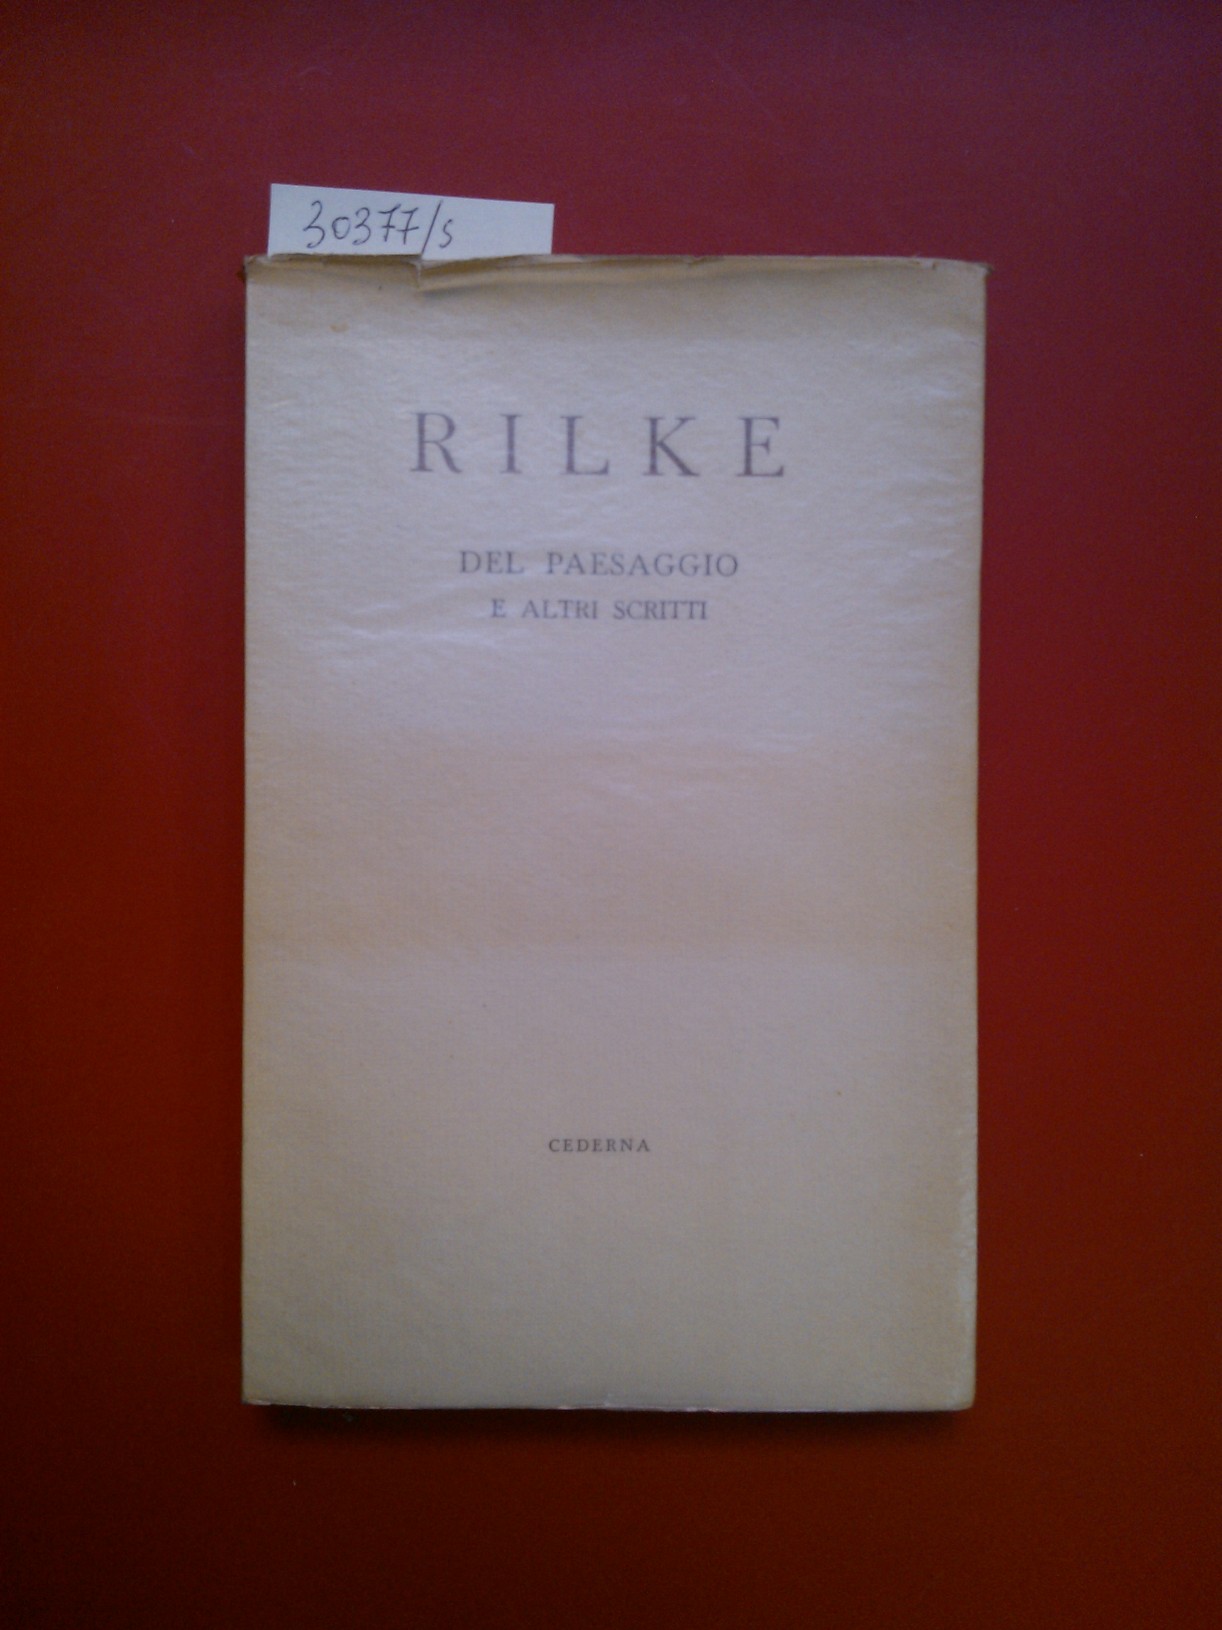 30377/s
RILKE
DEL PAESAGGIO
E ALTRI SCRITTI
CEDERNA